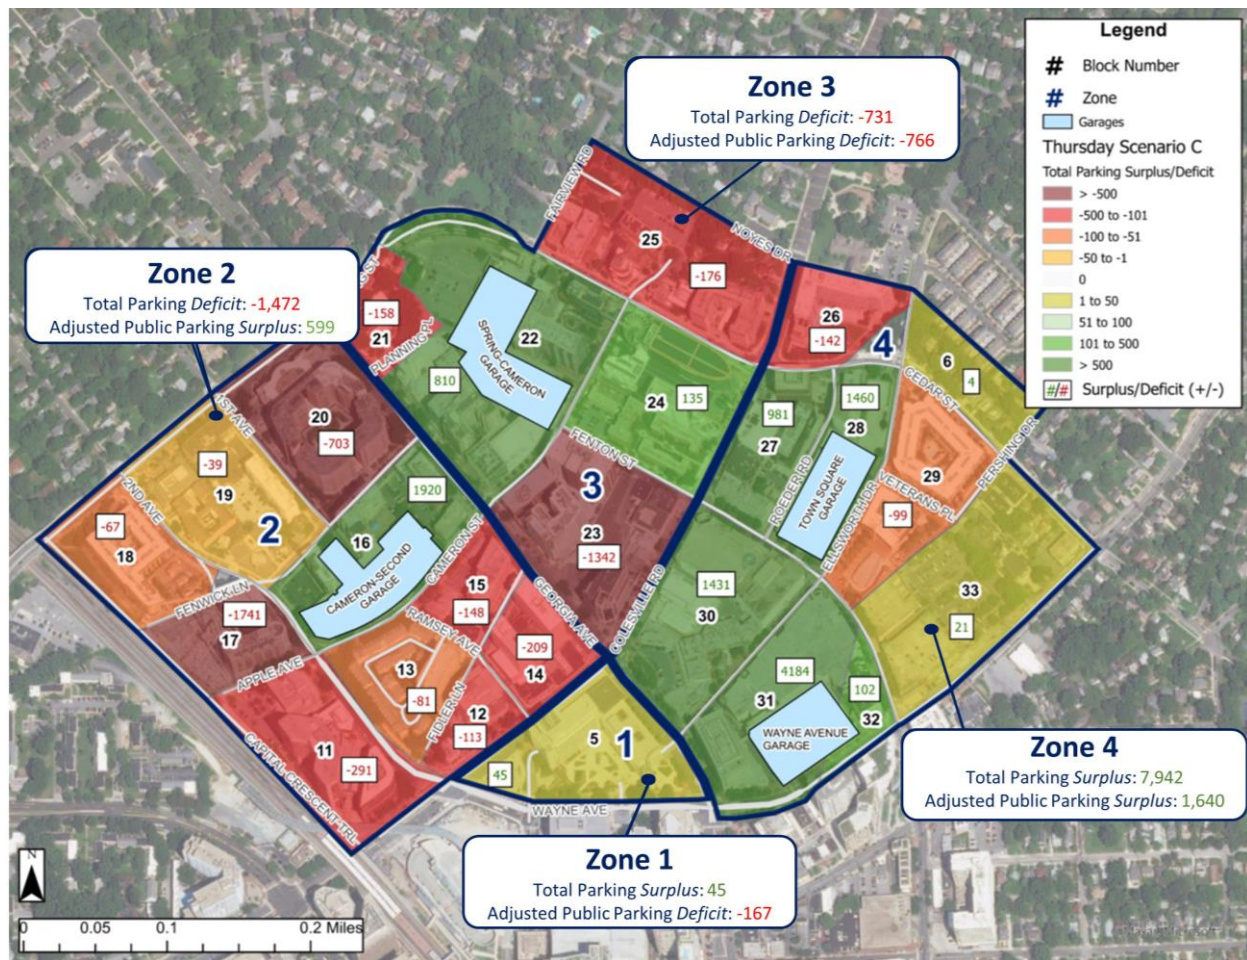 Legend
# Block Number
# Zone
Garages
Thursday Scenario C
Total Parking Surplus/Deficit
> -500
-500 to -101
-100 to -51
-50 to -1
0
1 to 50
51 to 100
101 to 500
> 500
#/# Surplus/Deficit (+/-)
Zone 3
Total Parking Deficit: -731
Adjusted Public Parking Deficit: -766
Zone 2
Total Parking Deficit: -1,472
Adjusted Public Parking Surplus: 599
FAIRVIEW RD
NOYES DR
25
-176
26
-142
4
6
4
CEDAR ST
PERSHING DR
-158
21
PLANNING PL
22
SPRING-CAMERON
GARAGE
810
24
135
981
27
1460
28
ROEDER RD
TOWN SQUARE
GARAGE
ELLSWORTH DR
VETERANS PL
29
-99
1ST AVE
20
-703
-39
19
2
2ND AVE
-67
18
FENWICK LN
1920
16
CAMERON-SECOND
GARAGE
CAMERON ST
FENTON ST
3
23
-1342
GEORGIA AVE
COLESVILLE RD
1431
30
33
21
-1741
17
APPLE AVE
15
-148
RAMSEY AVE
-209
14
13
-81
FIDLER LN
12
-113
11
-291
CAPITAL CRESCENT TRL
5
1
45
WAYNE AVE
4184
31
102
32
WAYNE AVENUE
GARAGE
Zone 4
Total Parking Surplus: 7,942
Adjusted Public Parking Surplus: 1,640
Zone 1
Total Parking Surplus: 45
Adjusted Public Parking Deficit: -167
N
0 0.05 0.1 0.2 Miles